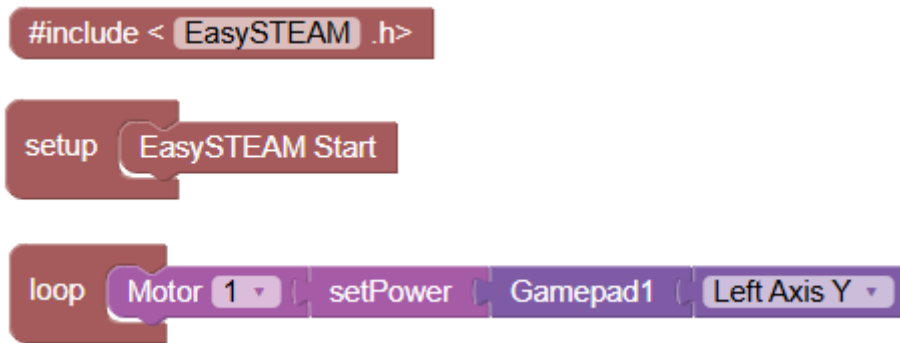 #include < EasySTEAM .h>
setup EasySTEAM Start
loop Motor 1 setPower Gamepad1 Left Axis Y